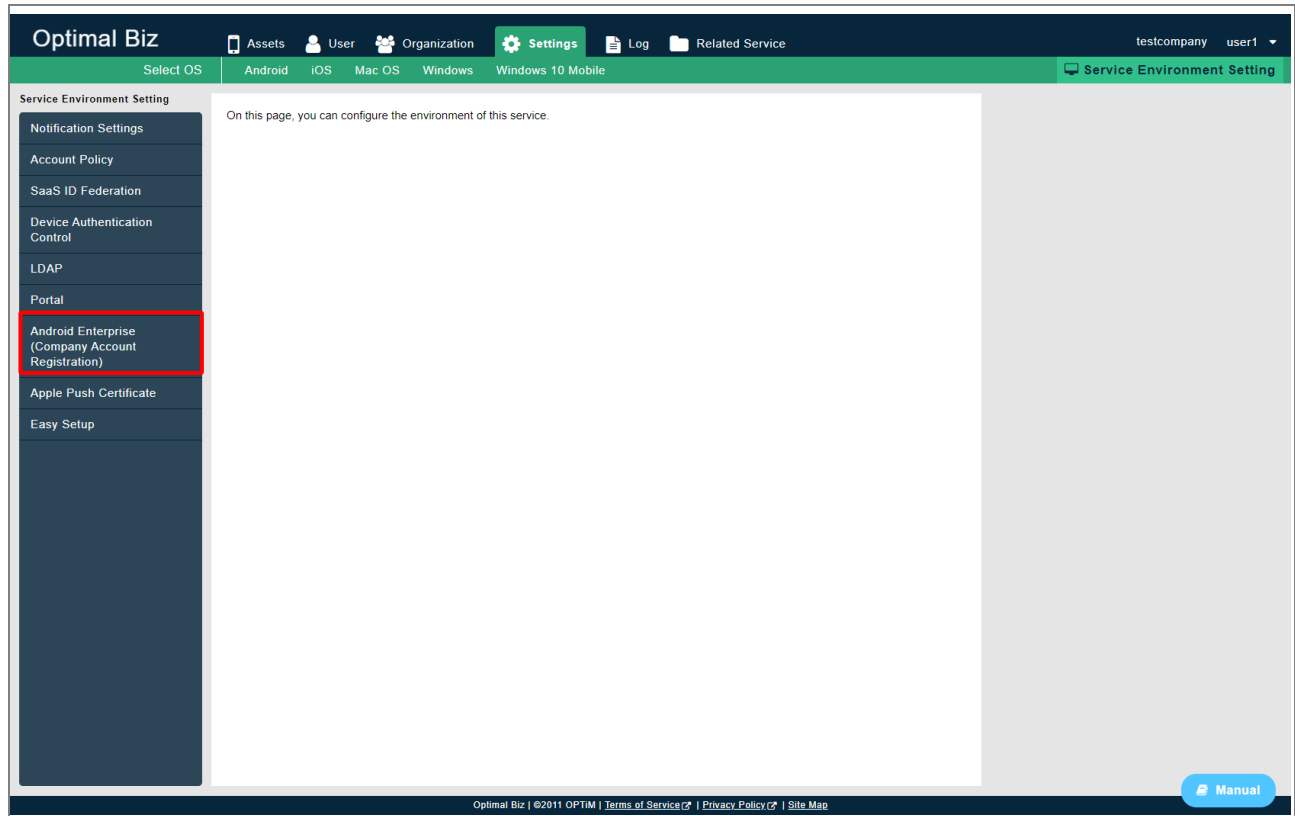 Optimal Biz
Assets User Organization Settings Log Related Service
testcompany user1
Select OS Android iOS Mac OS Windows Windows 10 Mobile
Service Environment Setting
Service Environment Setting
Notification Settings
Account Policy
SaaS ID Federation
Device Authentication
Control
LDAP
Portal
Android Enterprise
(Company Account
Registration)
Apple Push Certificate
Easy Setup
On this page, you can configure the environment of this service.
Manual
Optimal Biz | ©2011 OPTiM | Terms of Service | Privacy Policy | Site Map